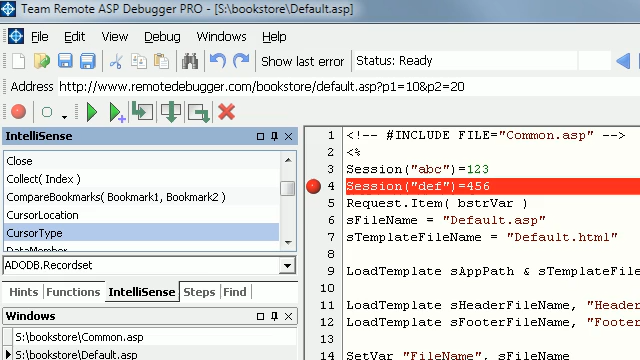 Team Remote ASP Debugger PRO - [S:\bookstore\Default.asp]
File Edit View Debug Windows Help
Show last error Status: Ready
Address http://www.remotedebugger.com/bookstore/default.asp?p1=10&p2=20
IntelliSense
Close
Collect( Index )
CompareBookmarks( Bookmark1, Bookmark2 )
CursorLocation
CursorType
DataMember
ADODB.Recordset
Hints Functions IntelliSense Steps Find
Windows
S:\bookstore\Common.asp
S:\bookstore\Default.asp
1 <!-- #INCLUDE FILE="Common.asp" -->
2 <%
3 Session("abc")=123
4 Session("def")=456
5 Request.Item( bstrVar )
6 sFileName = "Default.asp"
7 sTemplateFileName = "Default.html"
8
9 LoadTemplate sAppPath & sTemplateFile
10
11 LoadTemplate sHeaderFileName, "Header
12 LoadTemplate sFooterFileName, "Footer
13
14 SetVar "FileName", sFileName